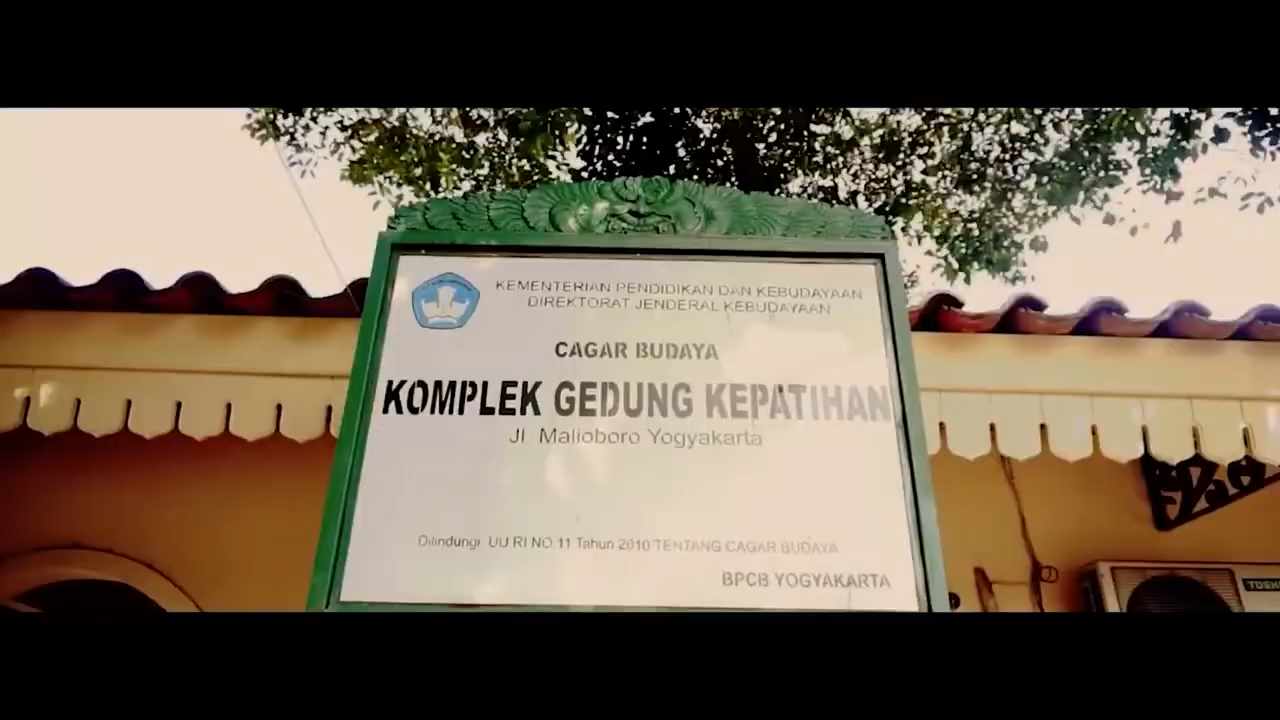 KEMENTERIAN PENDIDIKAN DAN KEBUDAYAAN
DIREKTORAT JENDERAL KEBUDAYAAN
CAGAR BUDAYA
KOMPLEK GEDUNG KEPATIHAN
Jl Malioboro Yogyakarta
Dilindungi UU RI NO.11 Tahun 2010 TENTANG CAGAR BUDAYA
BPCB YOGYAKARTA